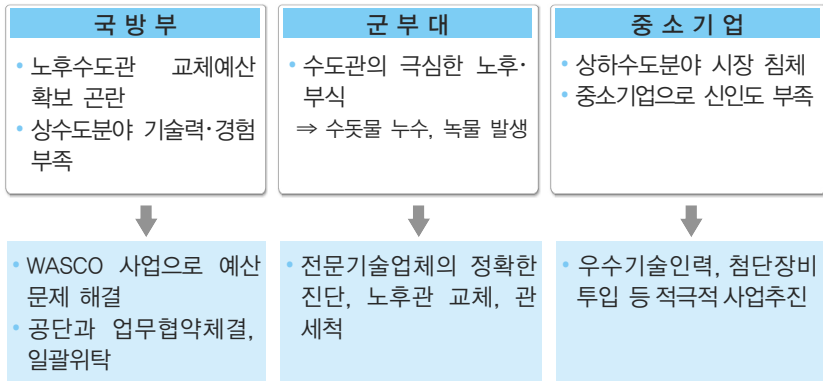 국 방 부
• 노후수도관 교체예산
확보 곤란
• 상수도분야 기술력·경험
부족
군 부 대
• 수도관의 극심한 노후·
부식
⇒ 수돗물 누수, 녹물 발생
중 소 기 업
• 상하수도분야 시장 침체
• 중소기업으로 신인도 부족
• WASCO 사업으로 예산
문제 해결
• 공단과 업무협약체결,
일괄위탁
• 전문기술업체의 정확한
진단, 노후관 교체, 관
세척
• 우수기술인력, 첨단장비
투입 등 적극적 사업추진